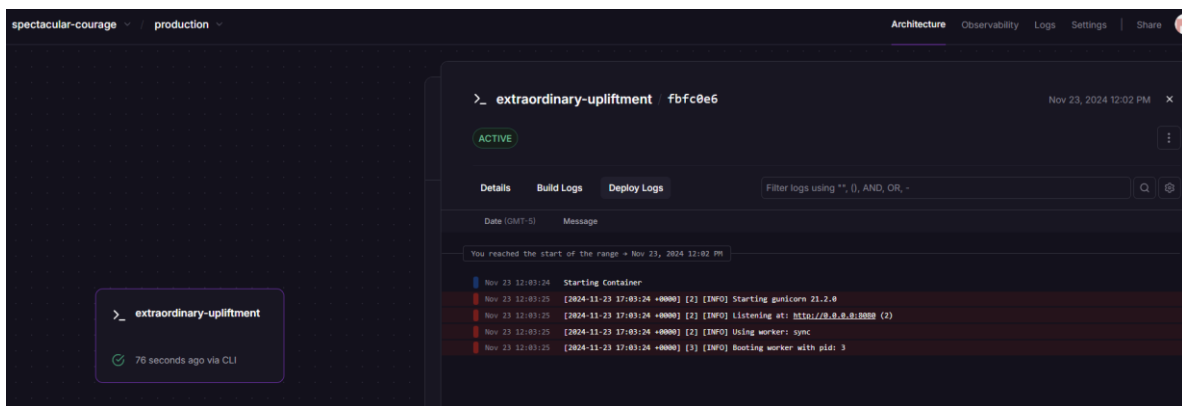 spectacular-courage / production
Architecture Observability Logs Settings | Share
>_ extraordinary-upliftment / fbfc0e6
Nov 23, 2024 12:02 PM ×
ACTIVE
Details Build Logs Deploy Logs
Filter logs using "", (), AND, OR, -
Date (GMT-5) Message
You reached the start of the range → Nov 23, 2024 12:02 PM
Nov 23 12:03:24 Starting Container
Nov 23 12:03:25 [2024-11-23 17:03:24 +0000] [2] [INFO] Starting gunicorn 21.2.0
Nov 23 12:03:25 [2024-11-23 17:03:24 +0000] [2] [INFO] Listening at: http://0.0.0.0:8080 (2)
Nov 23 12:03:25 [2024-11-23 17:03:24 +0000] [2] [INFO] Using worker: sync
Nov 23 12:03:25 [2024-11-23 17:03:24 +0000] [3] [INFO] Booting worker with pid: 3
>_ extraordinary-upliftment
76 seconds ago via CLI